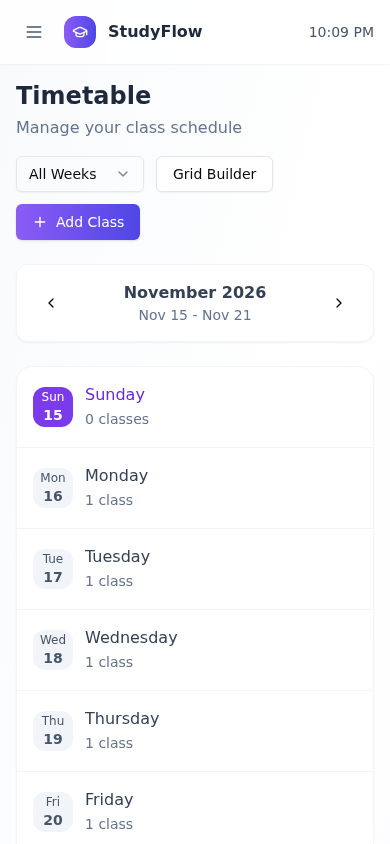 StudyFlow
10:09 PM
Timetable
Manage your class schedule
All Weeks
Grid Builder
Add Class
November 2026
Nov 15 - Nov 21
Sun
15
Sunday
0 classes
Mon
16
Monday
1 class
Tue
17
Tuesday
1 class
Wed
18
Wednesday
1 class
Thu
19
Thursday
1 class
Fri
20
Friday
1 class